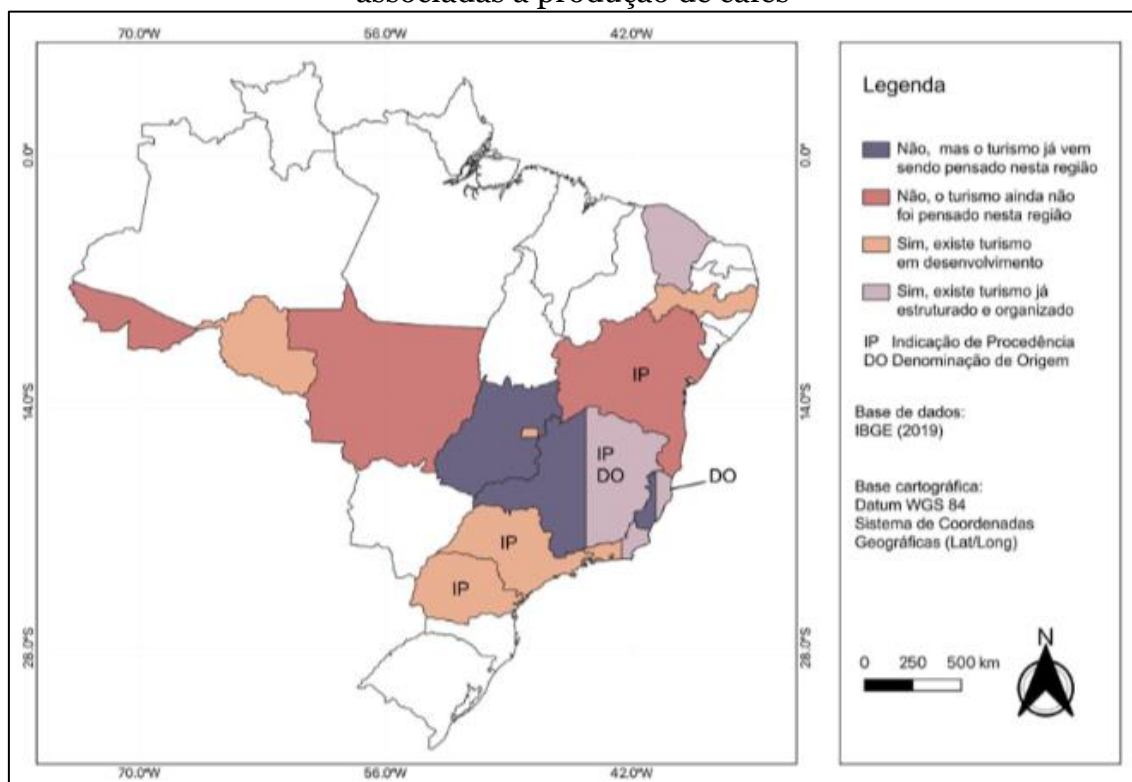 associadas à produção de cafés
70.0°W 56.0°W 42.0°W
0.0°
14.0°S
28.0°S
IP
IP
DO
DO
IP
IP
0.0°
14.0°S
28.0°S
70.0°W 56.0°W 42.0°W
Legenda
Não, mas o turismo já vem
sendo pensado nesta região
Não, o turismo ainda não
foi pensado nesta região
Sim, existe turismo
em desenvolvimento
Sim, existe turismo já
estruturado e organizado
IP Indicação de Procedência
DO Denominação de Origem
Base de dados:
IBGE (2019)
Base cartográfica:
Datum WGS 84
Sistema de Coordenadas
Geográficas (Lat/Long)
N
0 250 500 km